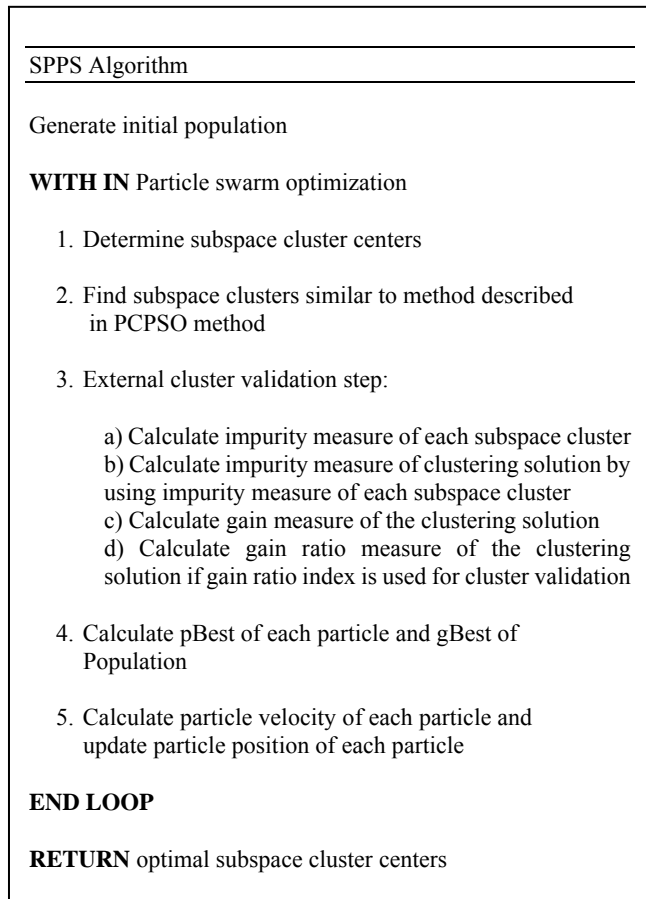 SPPS Algorithm
Generate initial population
WITH IN Particle swarm optimization
1. Determine subspace cluster centers
2. Find subspace clusters similar to method described
in PCPSO method
3. External cluster validation step:
a) Calculate impurity measure of each subspace cluster
b) Calculate impurity measure of clustering solution by
using impurity measure of each subspace cluster
c) Calculate gain measure of the clustering solution
d) Calculate gain ratio measure of the clustering
solution if gain ratio index is used for cluster validation
4. Calculate pBest of each particle and gBest of
Population
5. Calculate particle velocity of each particle and
update particle position of each particle
END LOOP
RETURN optimal subspace cluster centers